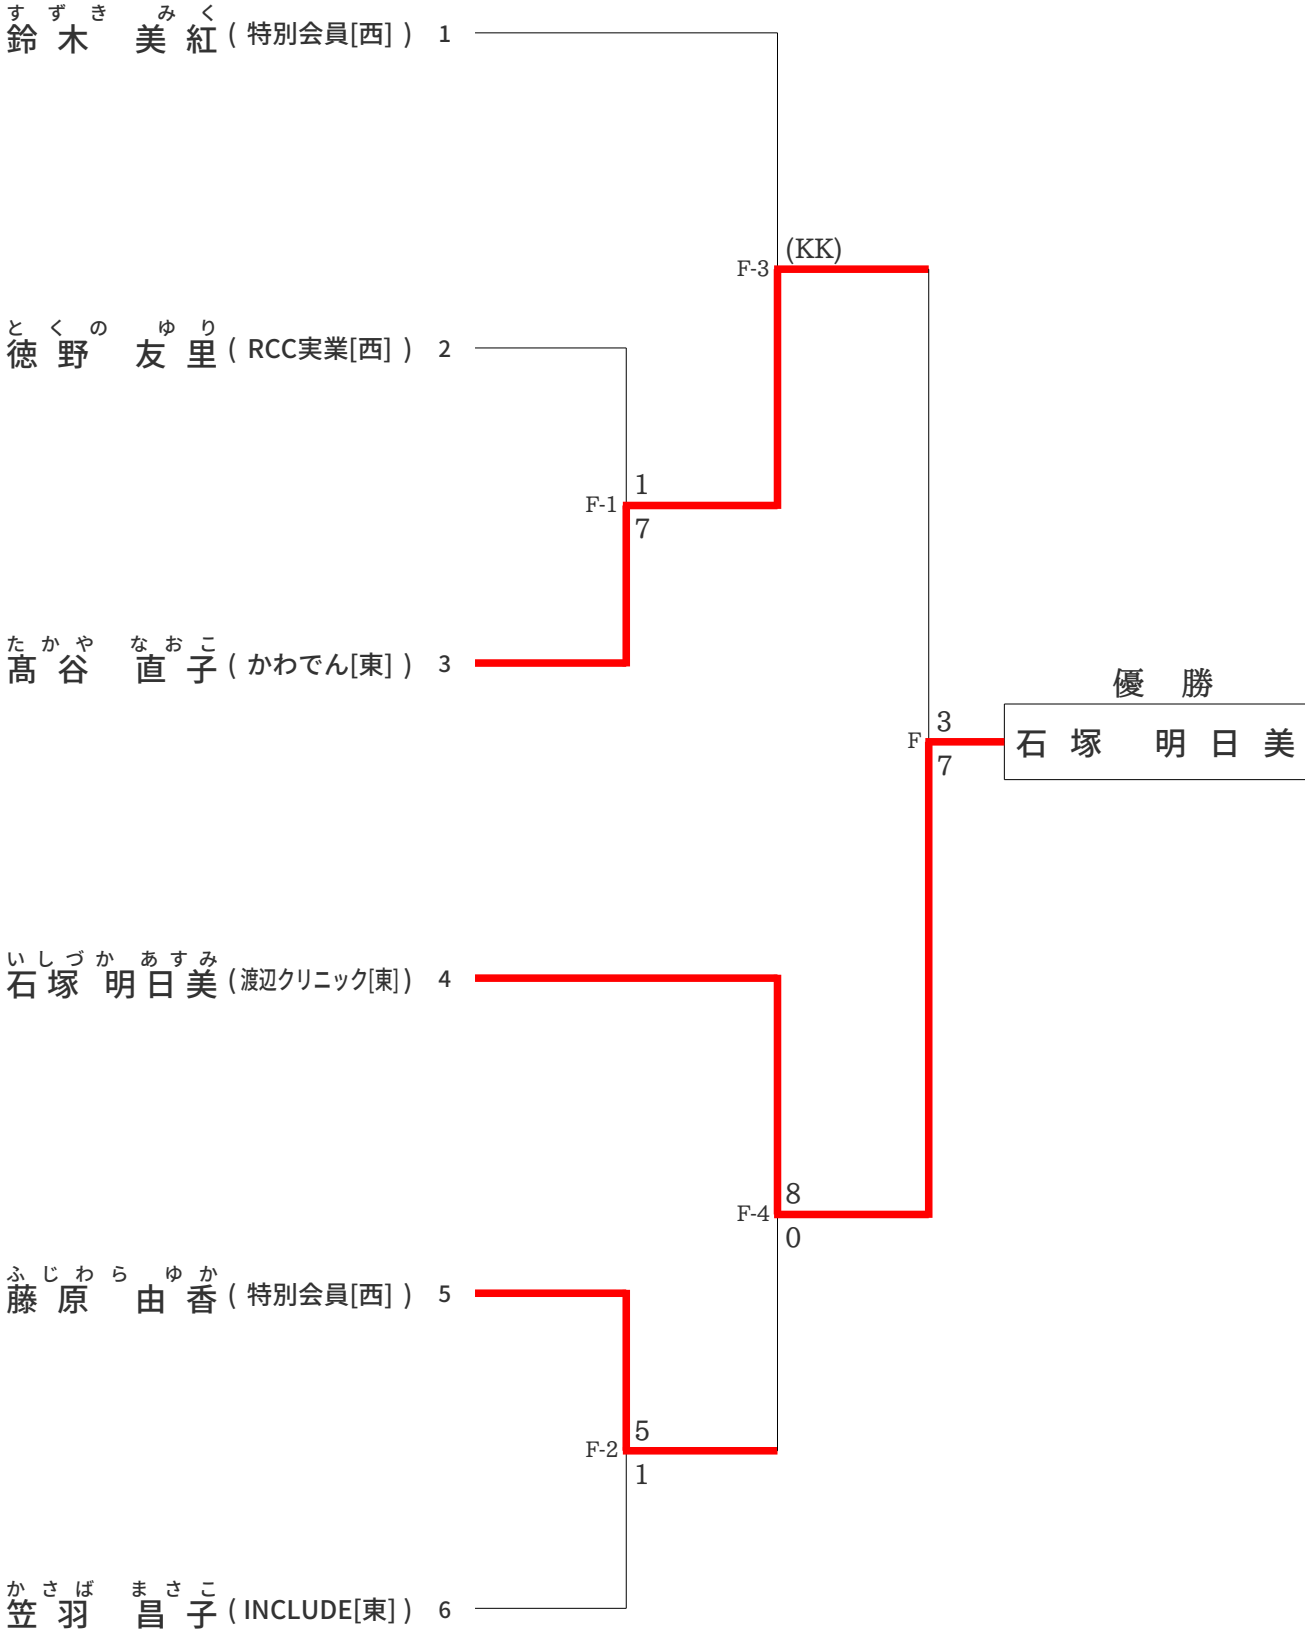 すずき みく
鈴木 美紅 ( 特別会員[西] ) 1
(KK)
F-3
とくの ゆり
徳野 友里 ( RCC実業[西] ) 2
1
F-1
7
たかや なおこ
髙谷 直子 ( かわでん[東] ) 3
優勝
3
F
石塚 明日美
7
いしづか あすみ
石塚 明日美 (渡辺クリニック[東]) 4
8
F-4
0
ふじわら ゆか
藤原 由香 ( 特別会員[西] ) 5
5
F-2
1
かさば まさこ
笠羽 昌子 ( INCLUDE[東] ) 6